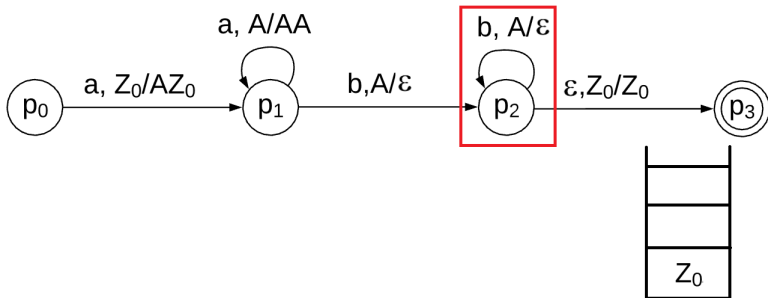 a, A/AA
b, A/ε
a, Z₀/AZ₀
b,A/ε
ε,Z₀/Z₀
p₀
p₁
p₂
p₃
Z₀